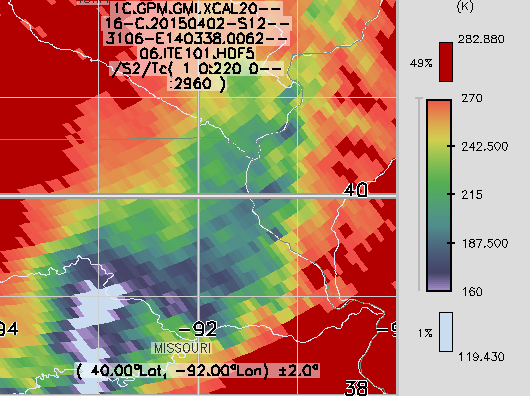 1C.GPM.GMI.XCAL20--
16-C.20150402-S12--
3106-E140338.0062--
06.ITE101.HDF5
/S2/Tc( 1 0:220 0--
:2960 )
(K)
282.880
49%
270
242.500
215
187.500
160
1%
119.430
40
94
-92
-9
MISSOURI
( 40.00°Lat, -92.00°Lon) ±2.0°
38